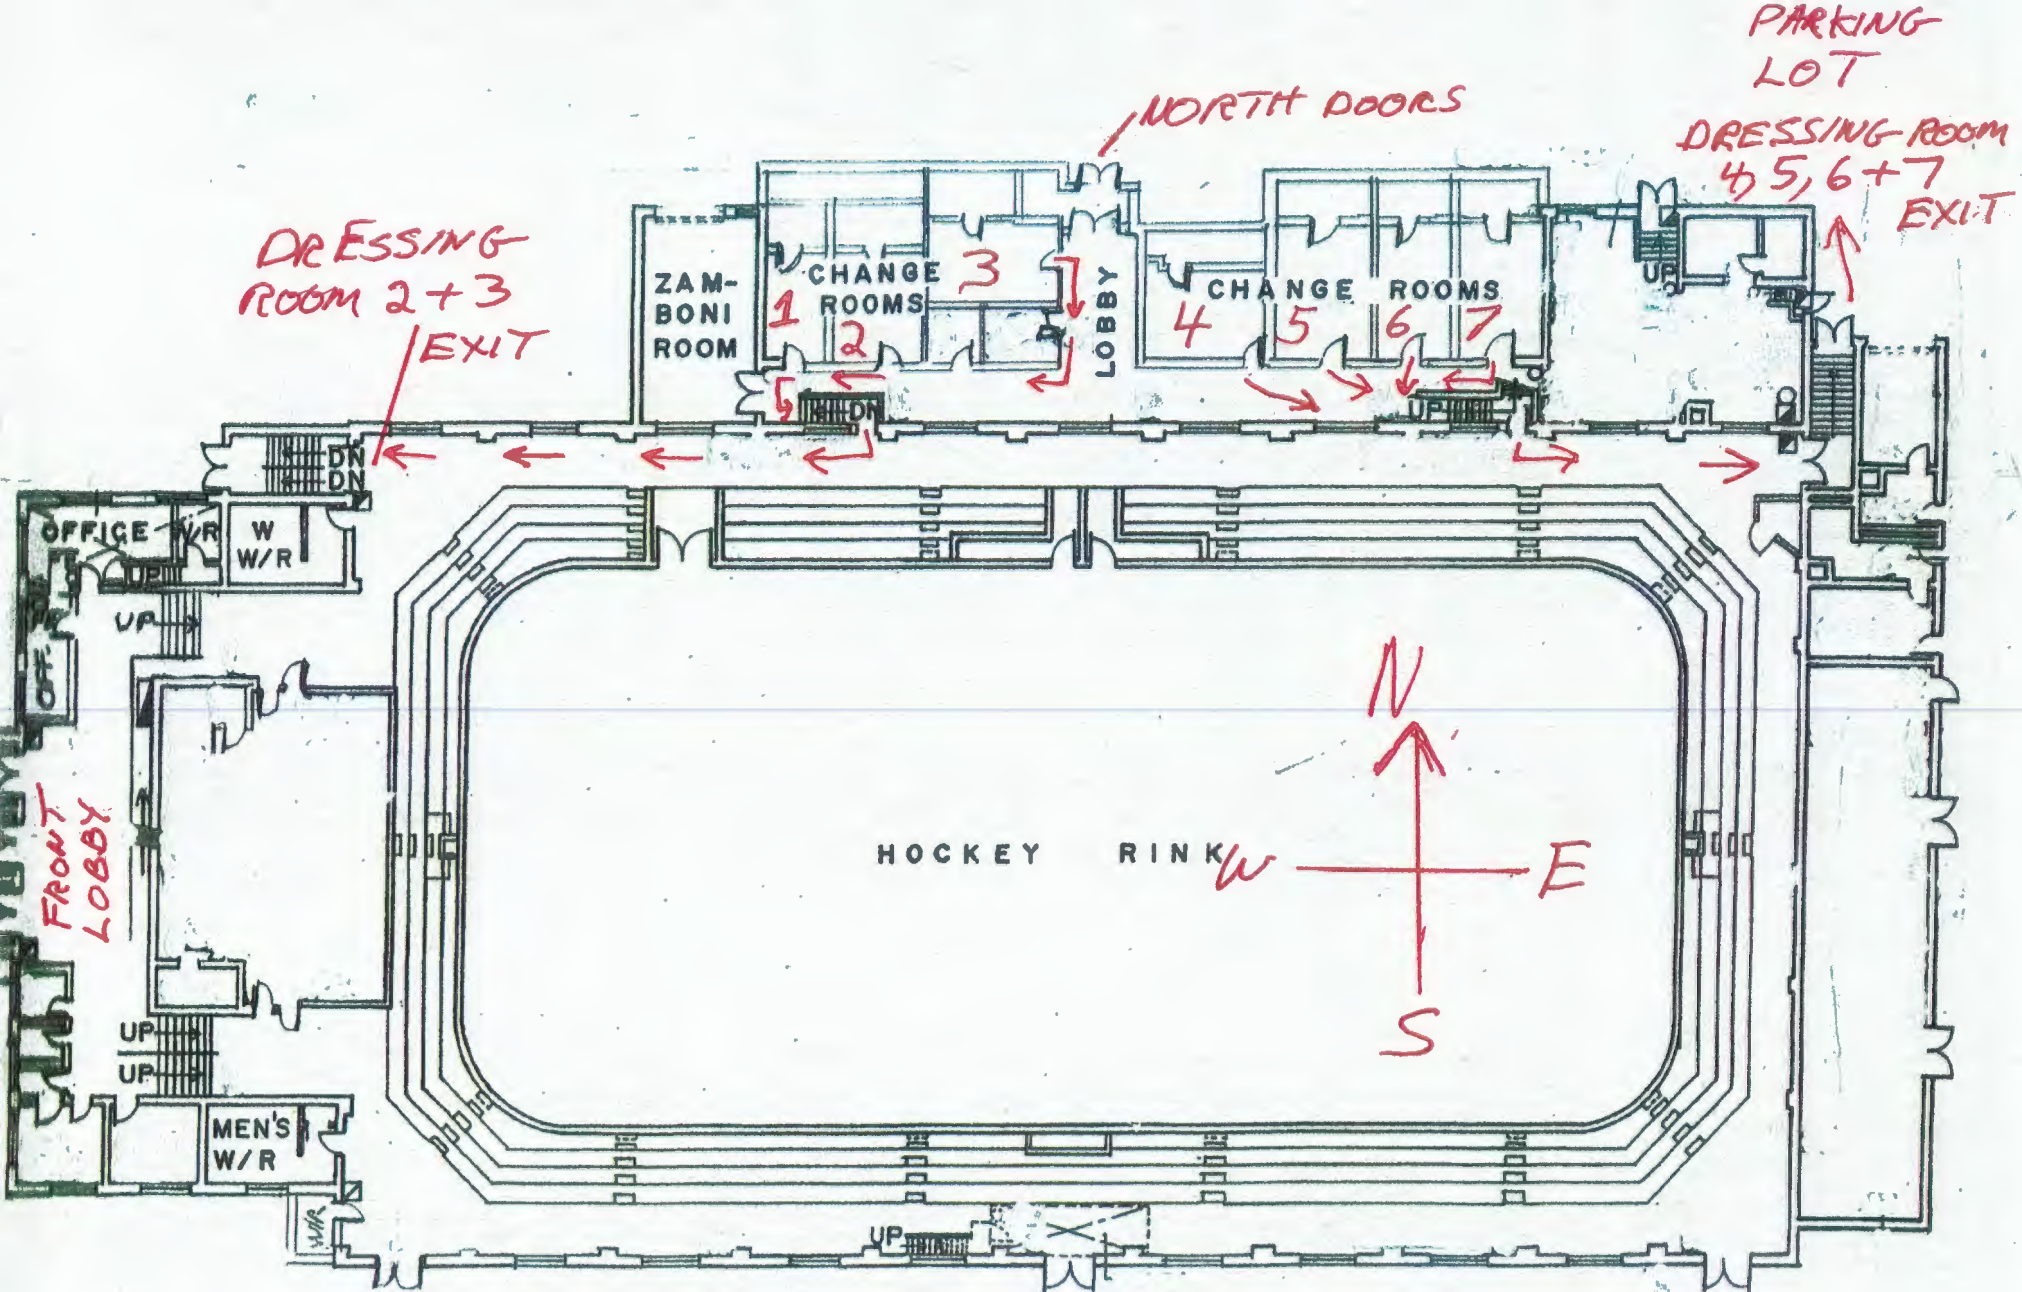 PARKING
LOT
NORTH DOORS
DRESSING ROOM
4, 5, 6 + 7
EXIT
DRESSING
ROOM 2 + 3
EXIT
ZAM-
BONI
ROOM
CHANGE
ROOMS
1
2
3
LOBBY
CHANGE ROOMS
4
5
6
7
UP
DN
UP
DN
DN
OFFICE
W/R
W
W/R
UP
UP
OFF.
FRONT
LOBBY
HOCKEY RINK
N
W
E
S
UP
UP
MEN'S
W/R
W/R
UP